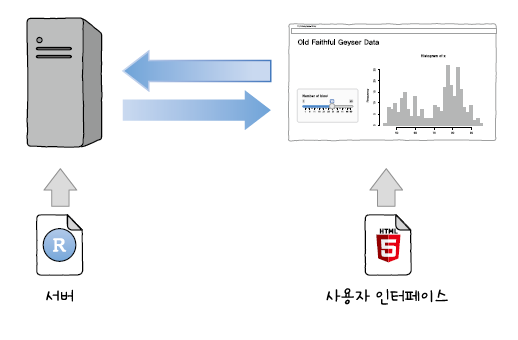 Old Faithful Geyser Data
Histogram of x
Number of bins:
R
HTML
5
서버
사용자 인터페이스